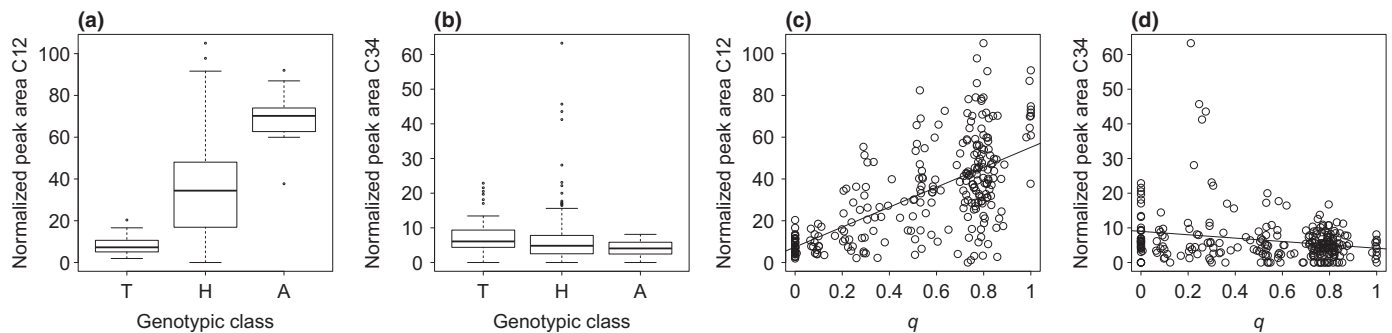 (a)
Normalized peak area C12
100
80
60
40
20
0
T
H
A
Genotypic class
(b)
Normalized peak area C34
60
50
40
30
20
10
0
T
H
A
Genotypic class
(c)
Normalized peak area C12
100
80
60
40
20
0
0
0.2
0.4
0.6
0.8
1
q
(d)
Normalized peak area C34
60
50
40
30
20
10
0
0
0.2
0.4
0.6
0.8
1
q